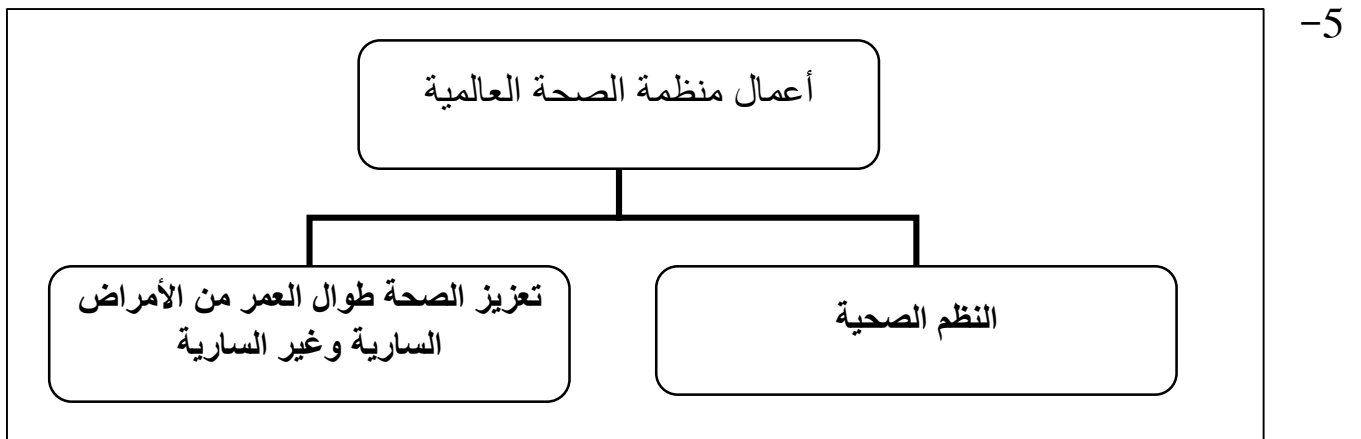 5-
أعمال منظمة الصحة العالمية
النظم الصحية
تعزيز الصحة طوال العمر من الأمراض
السارية وغير السارية